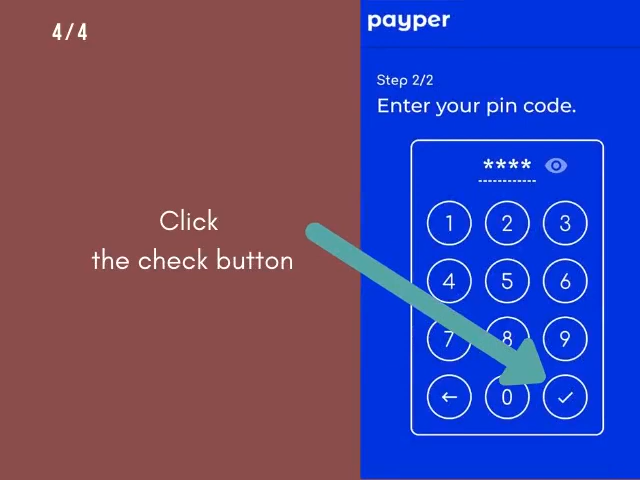 4/4
Click
the check button
payper
Step 2/2
Enter your pin code.
****
1 2 3
4 5 6
7 8 9
← 0 ✓